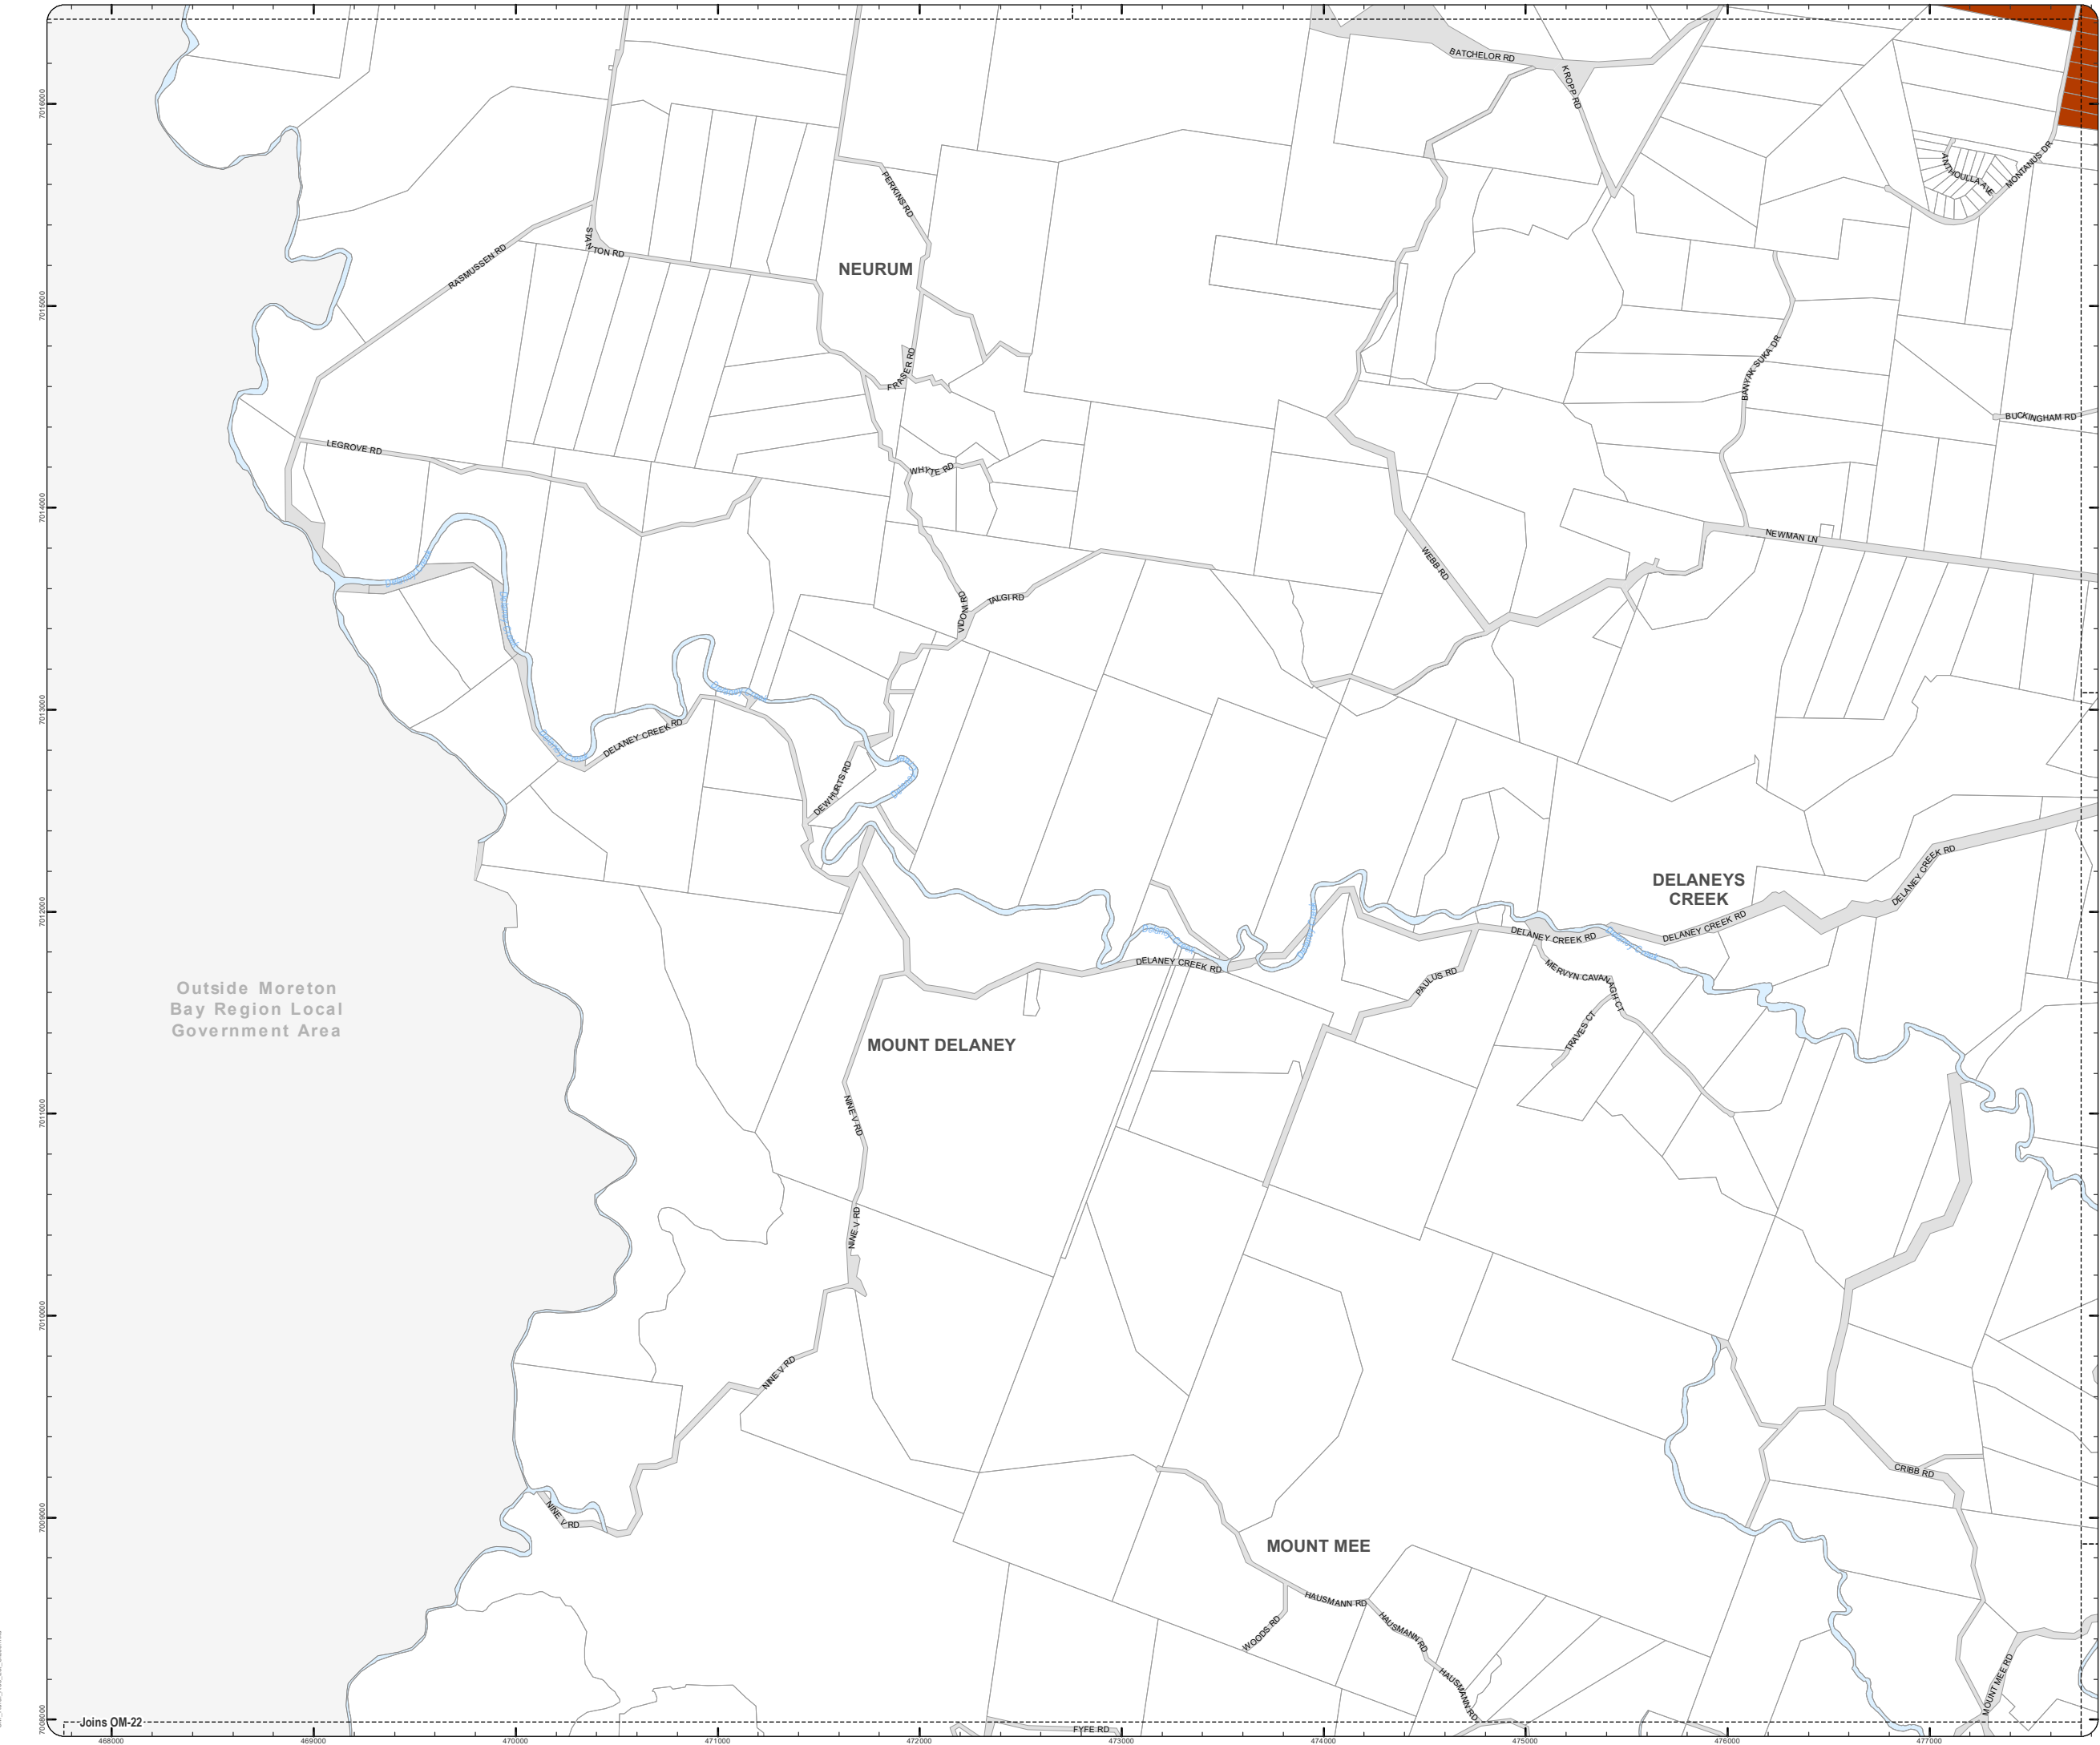 BATCHELOR RD
KROPP RD
7016000
ANTHOULLA AVE
MONTANUS DR
PERKINS RD
STANTON RD
RASMUSSEN RD
NEURUM
7015000
FRASER RD
BANYAK SUKA DR
BUCKINGHAM RD
LEGROVE RD
WHYTE RD
7014000
NEWMAN LN
WEBB RD
TALGI RD
VIDONI RD
7013000
DELANEY CREEK RD
DEWHURTS RD
DELANEYS
CREEK
DELANEY CREEK RD
7012000
DELANEY CREEK RD
DELANEY CREEK RD
DELANEY CREEK RD
MERVYN CAVANAGH CT
PAULUS RD
Outside Moreton
Bay Region Local
Government Area
TRAVES CT
MOUNT DELANEY
7011000
NINE V RD
NINE V RD
7010000
NINE V RD
CRIBB RD
7009000
NINE V RD
MOUNT MEE
HAUSMANN RD
HAUSMANN RD
WOODS RD
HAUSMANN RD
MOUNT MEE RD
7008000
Joins OM-22
FYFE RD
468000 469000 470000 471000 472000 473000 474000 475000 476000 477000